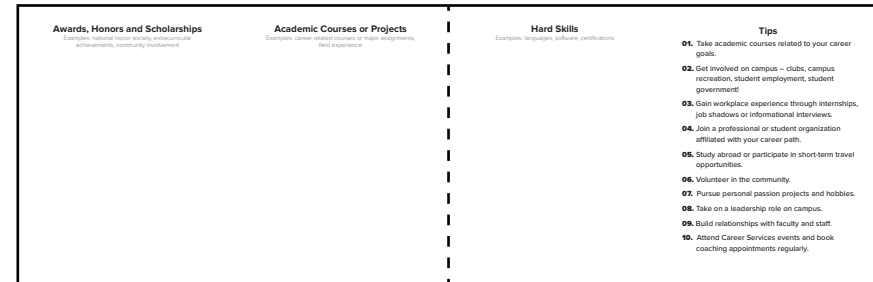 Awards, Honors and Scholarships
Examples: national honor society, extracurricular
achievements, community involvement
Academic Courses or Projects
Examples: career related courses or major assignments,
field experience
Hard Skills
Examples: languages, software, certifications
Tips
01. Take academic courses related to your career
goals.
02. Get involved on campus – clubs, campus
recreation, student employment, student
government!
03. Gain workplace experience through internships,
job shadows or informational interviews.
04. Join a professional or student organization
affiliated with your career path.
05. Study abroad or participate in short-term travel
opportunities.
06. Volunteer in the community.
07. Pursue personal passion projects and hobbies.
08. Take on a leadership role on campus.
09. Build relationships with faculty and staff.
10. Attend Career Services events and book
coaching appointments regularly.